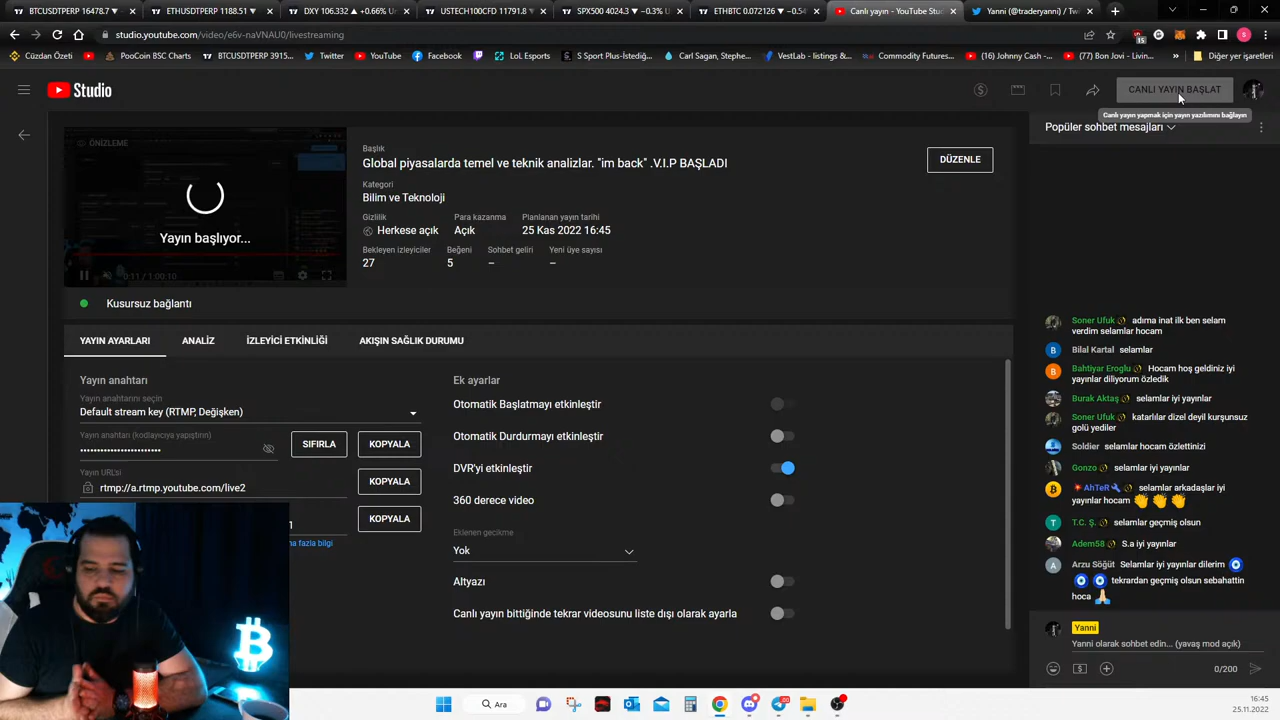 BTCUSDTPERP 16478.7
ETHUSDTPERP 1188.51
DXY 106.332 ▲ +0.66% Un
USTECH100CFD 11791.8
SPX500 4024.3 −0.3% U
ETHBTC 0.072126 −0.54
Canlı yayın - YouTube Stu
Yanni (@traderyanni) / Tw
studio.youtube.com/video/e6v-naVNAU0/livestreaming
15
Cüzdan Özeti
PooCoin BSC Charts
BTCUSDTPERP 3915...
Twitter
YouTube
Facebook
LoL Esports
S Sport Plus-İstediğ...
Carl Sagan, Stephe...
VestLab - listings &...
Commodity Futures...
(16) Johnny Cash -...
(77) Bon Jovi - Livin...
»
Diğer yer işaretleri
Studio
CANLI YAYIN BAŞLAT
Canlı yayın yapmak için yayın yazılımını bağlayın
ÖNİZLEME
Yayın başlıyor...
0:11 / 1:00:10
Başlık
Global piyasalarda temel ve teknik analizlar. "im back" .V.I.P BAŞLADI
DÜZENLE
Kategori
Bilim ve Teknoloji
Gizlilik
Para kazanma
Planlanan yayın tarihi
Herkese açık
Açık
25 Kas 2022 16:45
Bekleyen izleyiciler
Beğeni
Sohbet geliri
Yeni üye sayısı
27
5
–
–
Kusursuz bağlantı
YAYIN AYARLARI
ANALİZ
İZLEYİCİ ETKİNLİĞİ
AKIŞIN SAĞLIK DURUMU
Yayın anahtarı
Yayın anahtarını seçin
Default stream key (RTMP, Değişken)
Yayın anahtarı (kodlayıcıya yapıştırın)
••••••••••••••••••••••••
SIFIRLA
KOPYALA
Yayın URL'si
rtmp://a.rtmp.youtube.com/live2
KOPYALA
1
KOPYALA
na fazla bilgi
Ek ayarlar
Otomatik Başlatmayı etkinleştir
Otomatik Durdurmayı etkinleştir
DVR'yi etkinleştir
360 derece video
Eklenen gecikme
Yok
Altyazı
Canlı yayın bittiğinde tekrar videosunu liste dışı olarak ayarla
Popüler sohbet mesajları
Soner Ufuk adıma inat ilk ben selam
verdim selamlar hocam
B
Bilal Kartal selamlar
B
Bahtiyar Eroglu Hocam hoş geldiniz iyi
yayınlar diliyorum özledik
Burak Aktaş selamlar iyi yayınlar
Soner Ufuk katarlılar dizel deyil kurşunsuz
golü yediler
Soldier selamlar hocam özlettinizi
Gonzo selamlar iyi yayınlar
AhTeR selamlar arkadaşlar iyi
yayınlar hocam 👏 👏 👏
T
T.C. Ş. selamlar geçmiş olsun
Adem58 S.a iyi yayınlar
A
Arzu Söğüt Selamlar iyi yayınlar dilerim 🧿
🧿 🧿 tekrardan geçmiş olsun sebahattin
hoca 🙏🏻
Yanni
Yanni olarak sohbet edin... (yavaş mod açık)
0/200
Ara
16:45
25.11.2022